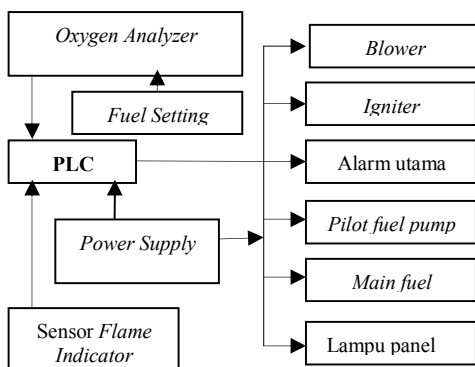 Oxygen Analyzer
Fuel Setting
PLC
Power Supply
Sensor Flame
Indicator
Blower
Igniter
Alarm utama
Pilot fuel pump
Main fuel
Lampu panel